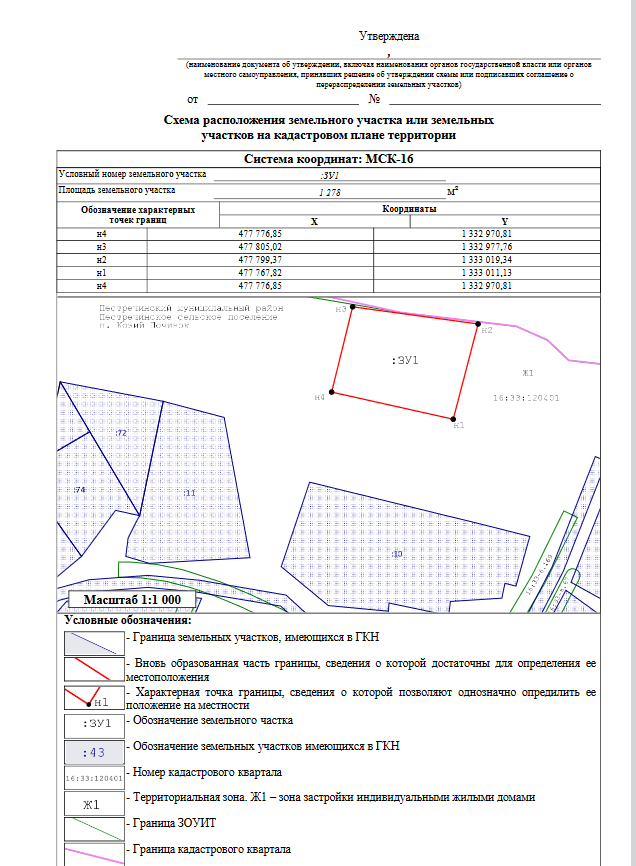 Утверждена
,
(наименование документа об утверждении, включая наименования органов государственной власти или органов
местного самоуправления, принявших решение об утверждении схемы или подписавших соглашение о
перераспределении земельных участков)
от №
Схема расположения земельного участка или земельных
участков на кадастровом плане территории
Система координат: МСК-16
Условный номер земельного участка :ЗУ1
Площадь земельного участка 1 278 м²
Обозначение характерных точек границ Координаты
X Y
н4 477 776,85 1 332 970,81
н3 477 805,02 1 332 977,76
н2 477 799,37 1 333 019,34
н1 477 767,82 1 333 011,13
н4 477 776,85 1 332 970,81
Пестречинский муниципальный район
Пестречинское сельское поселение
п. Козий Починок
н3
н2
:ЗУ1
Ж1
н4
16:33:120401
н1
:72
:74
:11
:10
Масштаб 1:1 000
Условные обозначения:
- Граница земельных участков, имеющихся в ГКН
- Вновь образованная часть границы, сведения о которой достаточны для определения ее
местоположения
н1 - Характерная точка границы, сведения о которой позволяют однозначно опредилить ее
положение на местности
:ЗУ1 - Обозначение земельного частка
:43 - Обозначение земельных участков имеющихся в ГКН
16:33:120401 - Номер кадастрового квартала
Ж1 - Территориальная зона. Ж1 – зона застройки индивидуальными жилыми домами
- Граница ЗОУИТ
- Граница кадастрового квартала